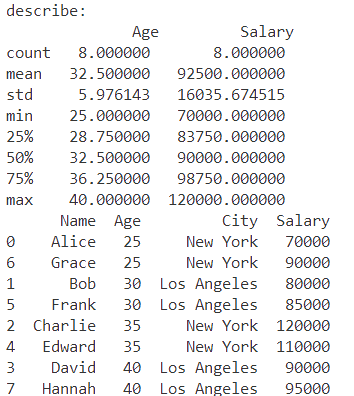 describe:
Age Salary
count 8.000000 8.000000
mean 32.500000 92500.000000
std 5.976143 16035.674515
min 25.000000 70000.000000
25% 28.750000 83750.000000
50% 32.500000 90000.000000
75% 36.250000 98750.000000
max 40.000000 120000.000000
Name Age City Salary
0 Alice 25 New York 70000
6 Grace 25 New York 90000
1 Bob 30 Los Angeles 80000
5 Frank 30 Los Angeles 85000
2 Charlie 35 New York 120000
4 Edward 35 New York 110000
3 David 40 Los Angeles 90000
7 Hannah 40 Los Angeles 95000